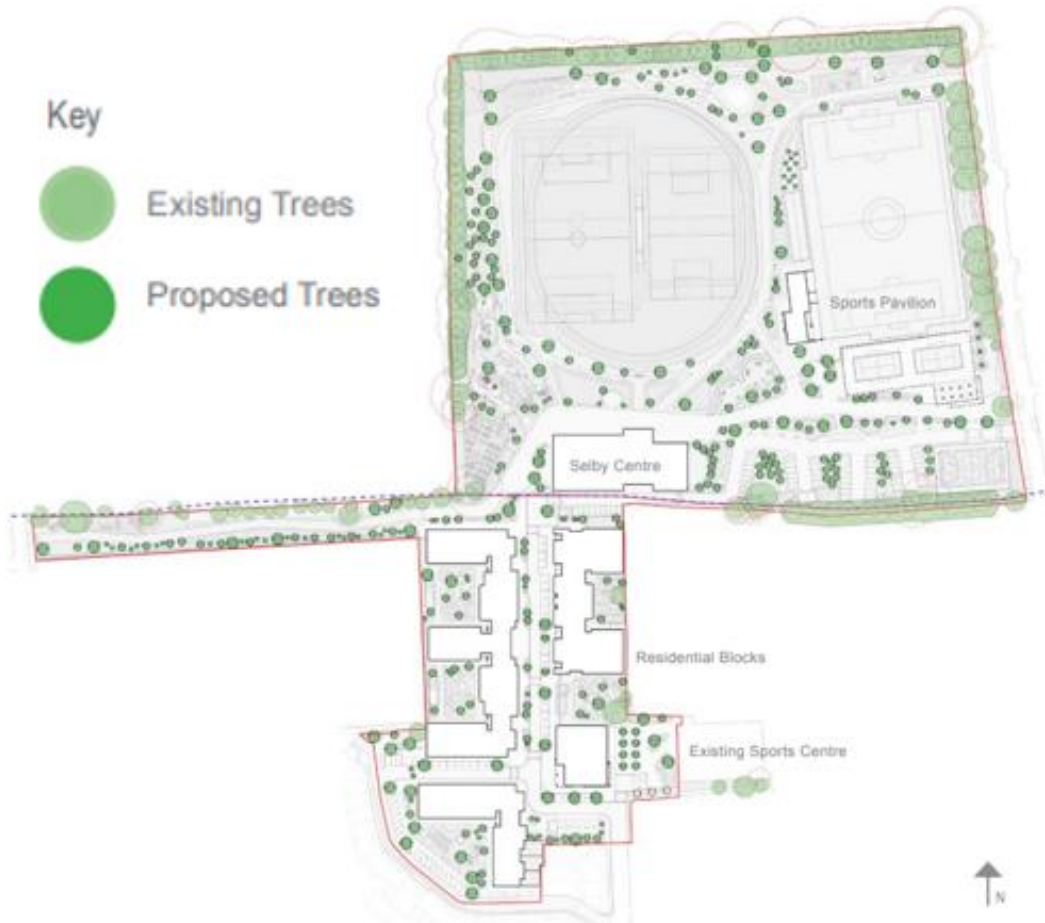 Key
Existing Trees
Proposed Trees
Sports Pavilion
Selby Centre
Residential Blocks
Existing Sports Centre
N